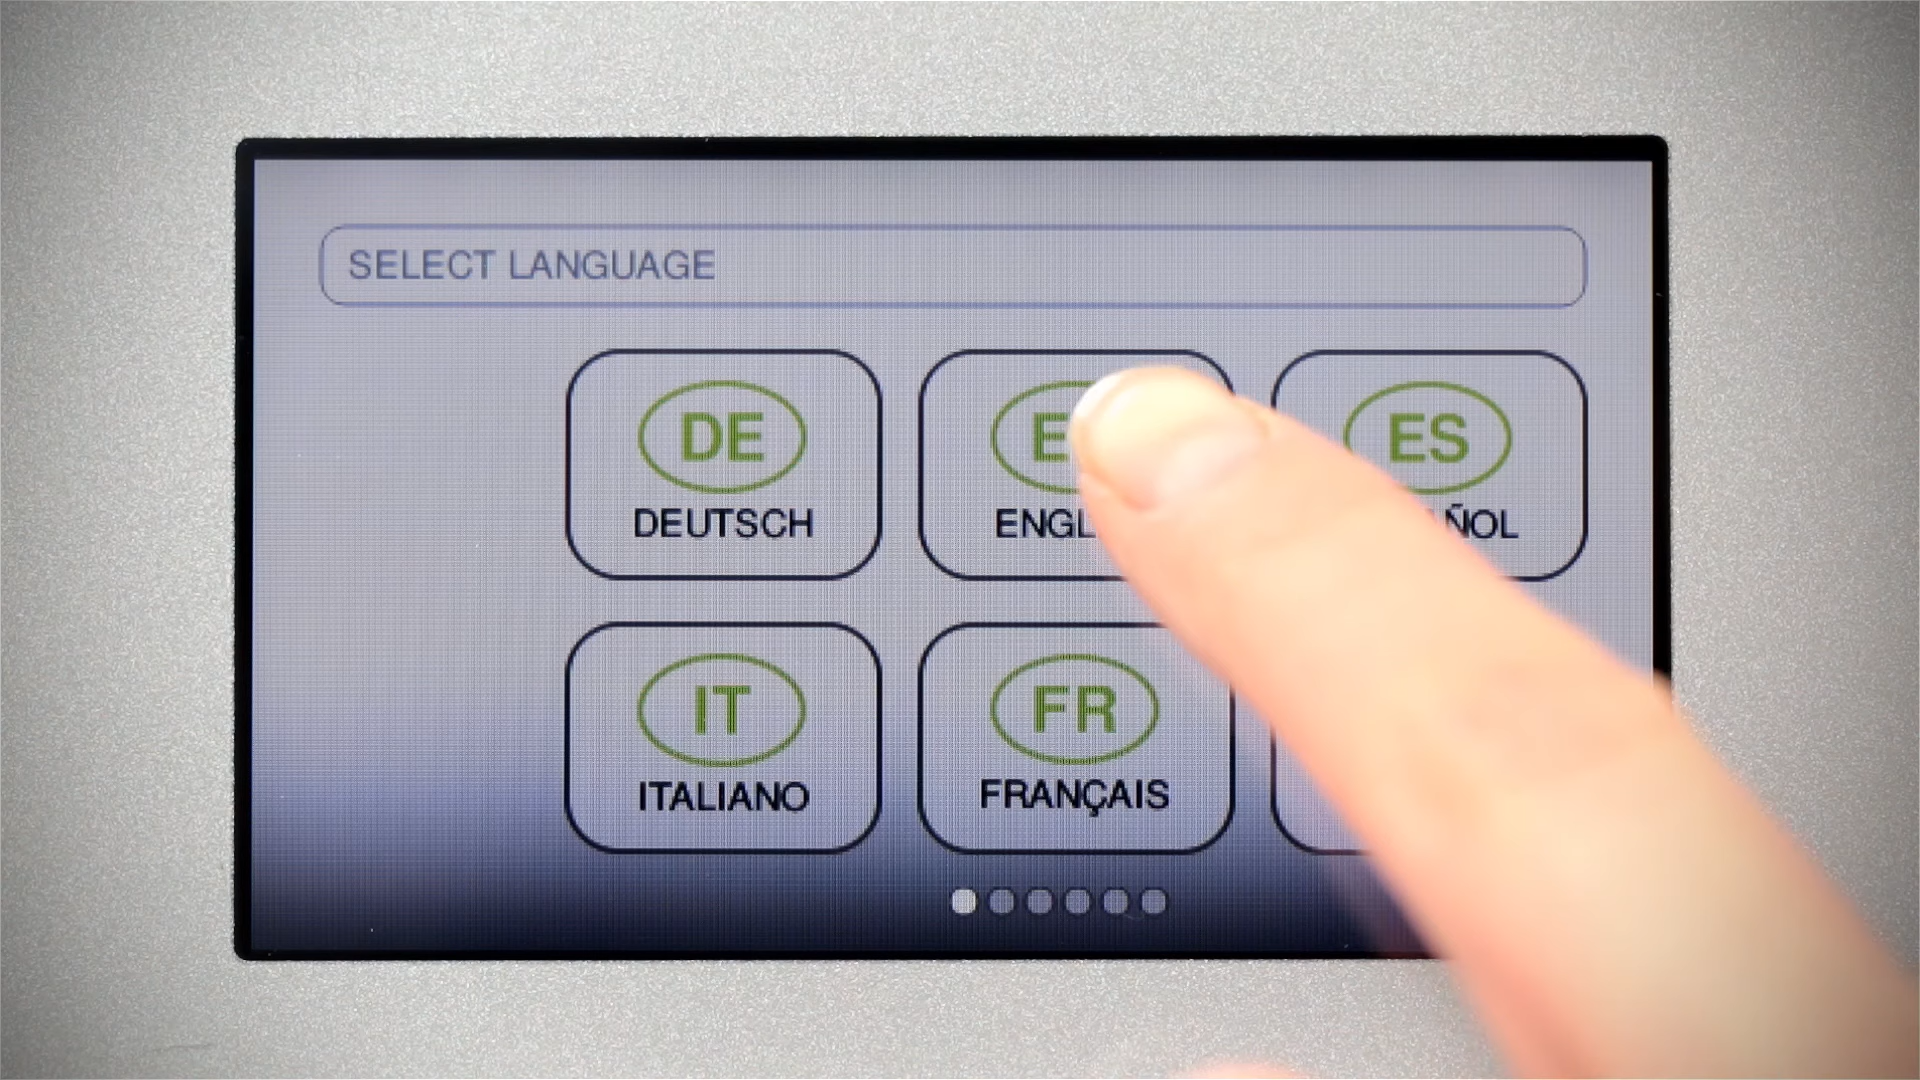 SELECT LANGUAGE
DE
ES
DEUTSCH
IT
FR
ITALIANO
FRANÇAIS